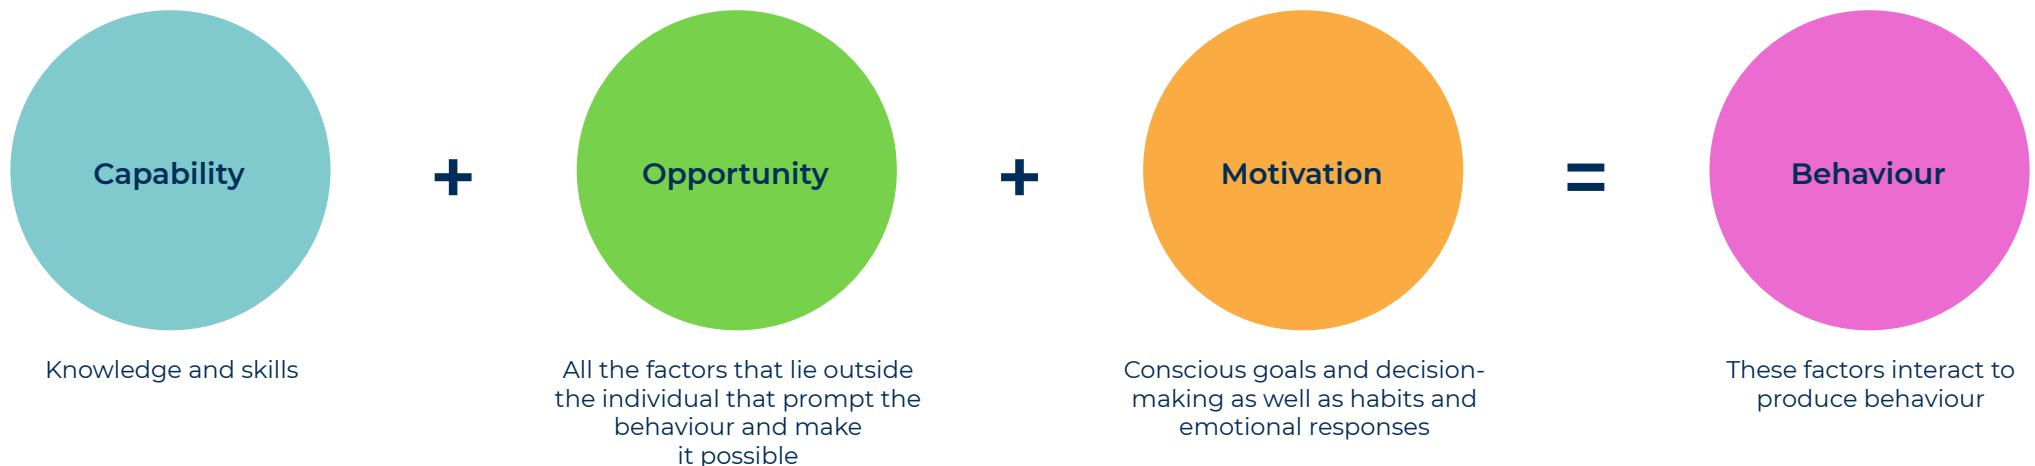 Capability
+
Opportunity
+
Motivation
=
Behaviour
Knowledge and skills
All the factors that lie outside
the individual that prompt the
behaviour and make
it possible
Conscious goals and decision-
making as well as habits and
emotional responses
These factors interact to
produce behaviour